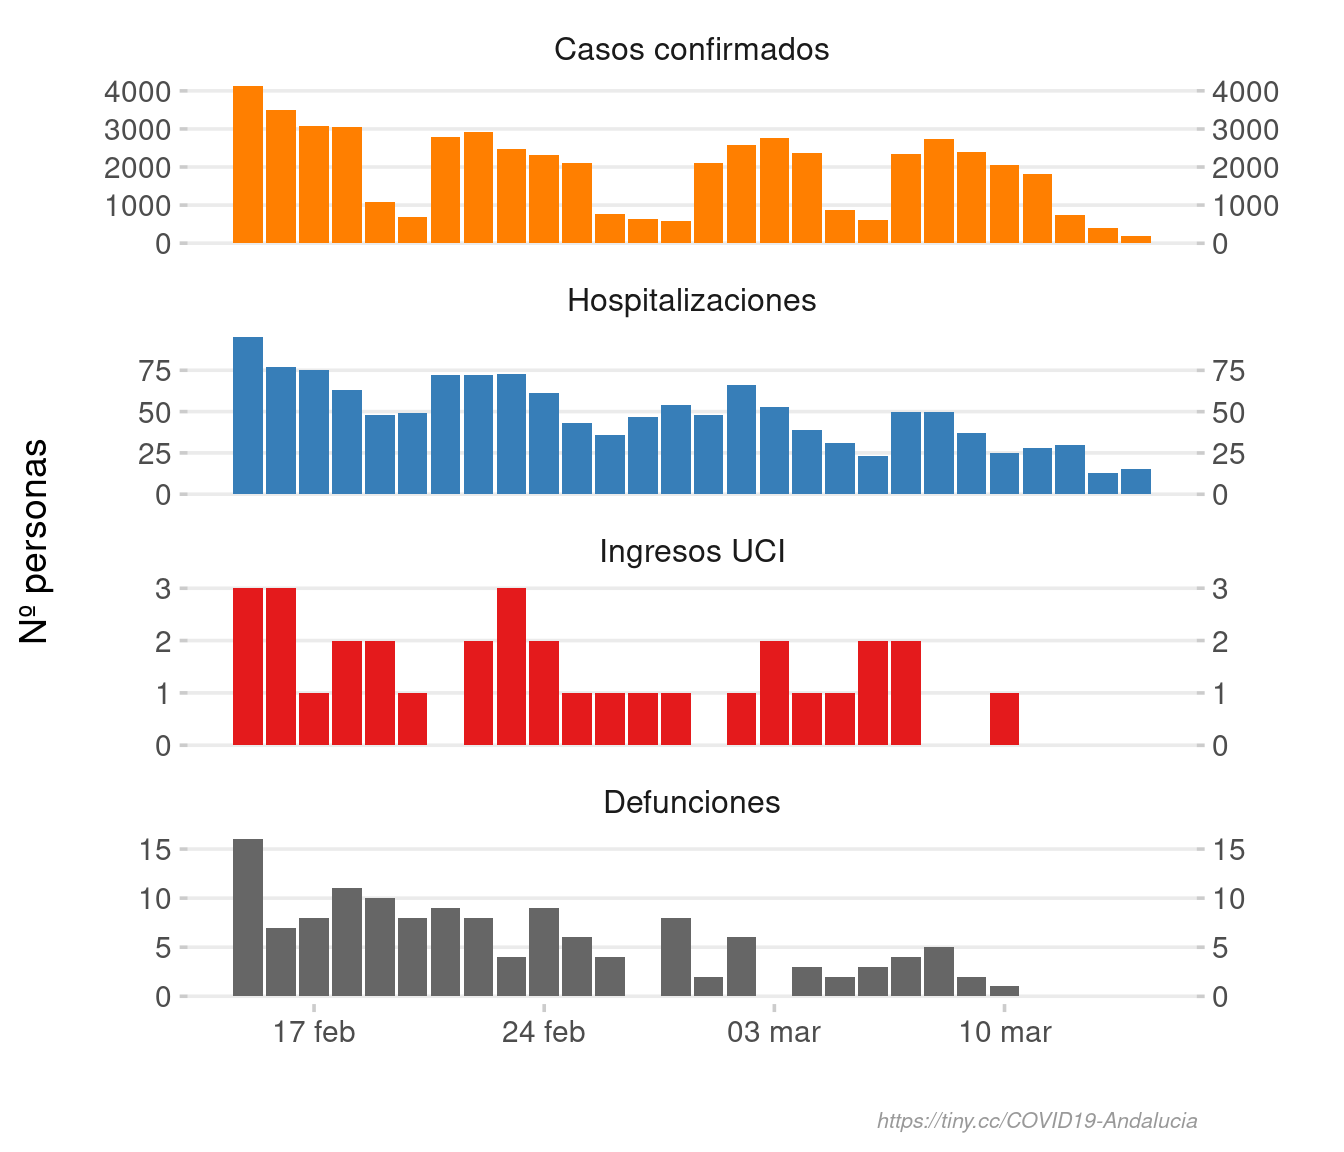 Casos confirmados
4000 4000
3000 3000
2000 2000
1000 1000
0 0
Hospitalizaciones
75 75
50 50
25 25
0 0
Nº personas
Ingresos UCI
3 3
2 2
1 1
0 0
Defunciones
15 15
10 10
5 5
0 0
17 feb 24 feb 03 mar 10 mar
https://tiny.cc/COVID19-Andalucia